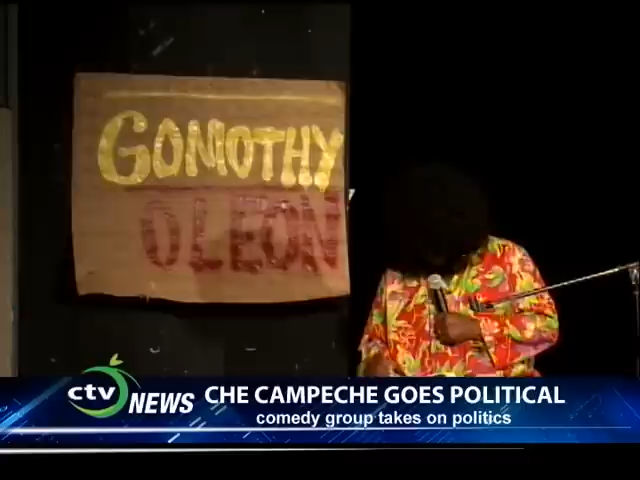 GOMOTHY
OLEON
ctv NEWS
CHE CAMPECHE GOES POLITICAL
comedy group takes on politics